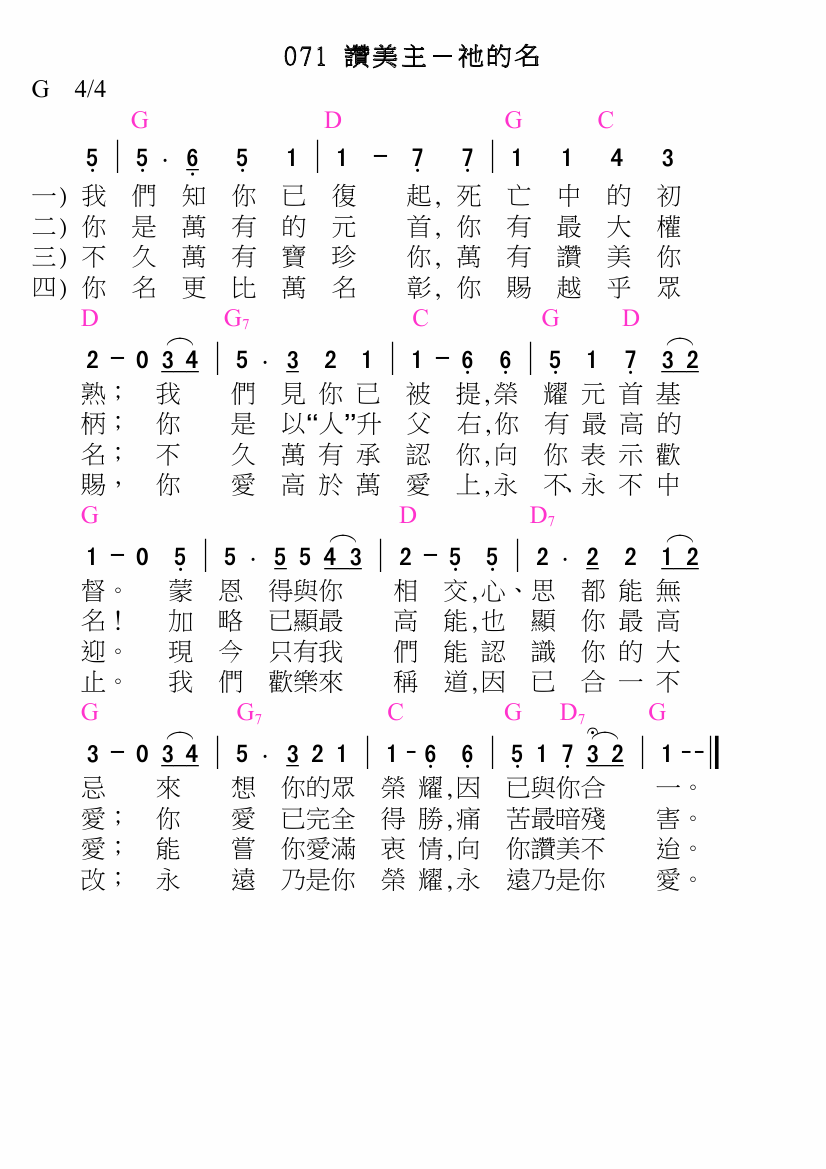 071 讚美主－祂的名
G 4/4
G D G C
5 | 5 · 6 5 1 | 1 － 7 7 | 1 1 4 3
一) 我們知你已復起, 死亡中的初
二) 你是萬有的元首, 你有最大權
三) 不久萬有寶珍你, 萬有讚美你
四) 你名更比萬名彰, 你賜越乎眾
D G7 C G D
2 － 0 3 4 | 5 · 3 2 1 | 1 － 6 6 | 5 1 7 3 2
熟； 我們見你已被提,榮耀元首基
柄； 你是以“人”升父右,你有最高的
名； 不久萬有承認你,向你表示歡
賜， 你愛高於萬愛上,永不、永不中
G D D7
1 － 0 5 | 5 · 5 5 4 3 | 2 － 5 5 | 2 · 2 2 1 2
督。 蒙恩得與你相交,心、思都能無
名! 加略已顯最高能,也顯你最高
迎。 現今只有我們能認識你的大
止。 我們歡樂來稱道,因已合一不
G G7 C G D7 G
3 － 0 3 4 | 5 · 3 2 1 | 1 - 6 6 | 5 1 7 3 2 | 1 - - ||
忌來想你的眾榮耀,因已與你合一。
愛； 你愛已完全得勝,痛苦最暗殘害。
愛； 能嘗你愛滿衷情,向你讚美不迨。
改； 永遠乃是你榮耀,永遠乃是你愛。